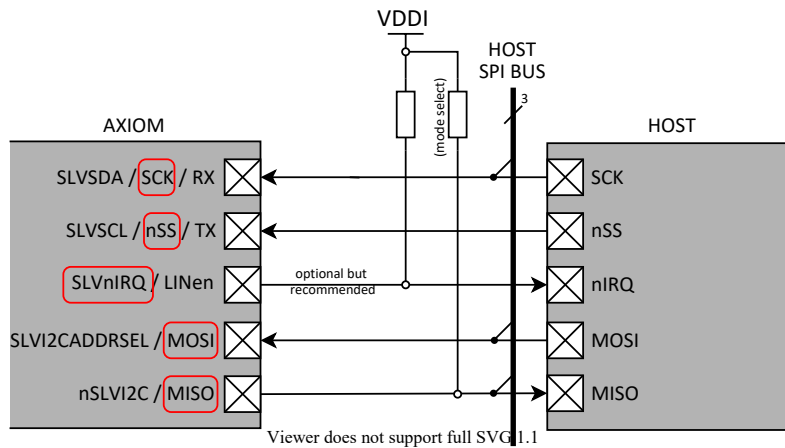 VDDI
HOST
SPI BUS
3
(mode select)
AXIOM
HOST
SLVSDA / SCK / RX
SCK
SLVSCL / nSS / TX
nSS
SLVnIRQ / LINen
optional but
recommended
nIRQ
SLVI2CADDRSEL / MOSI
MOSI
nSLVI2C / MISO
MISO
Viewer does not support full SVG 1.1